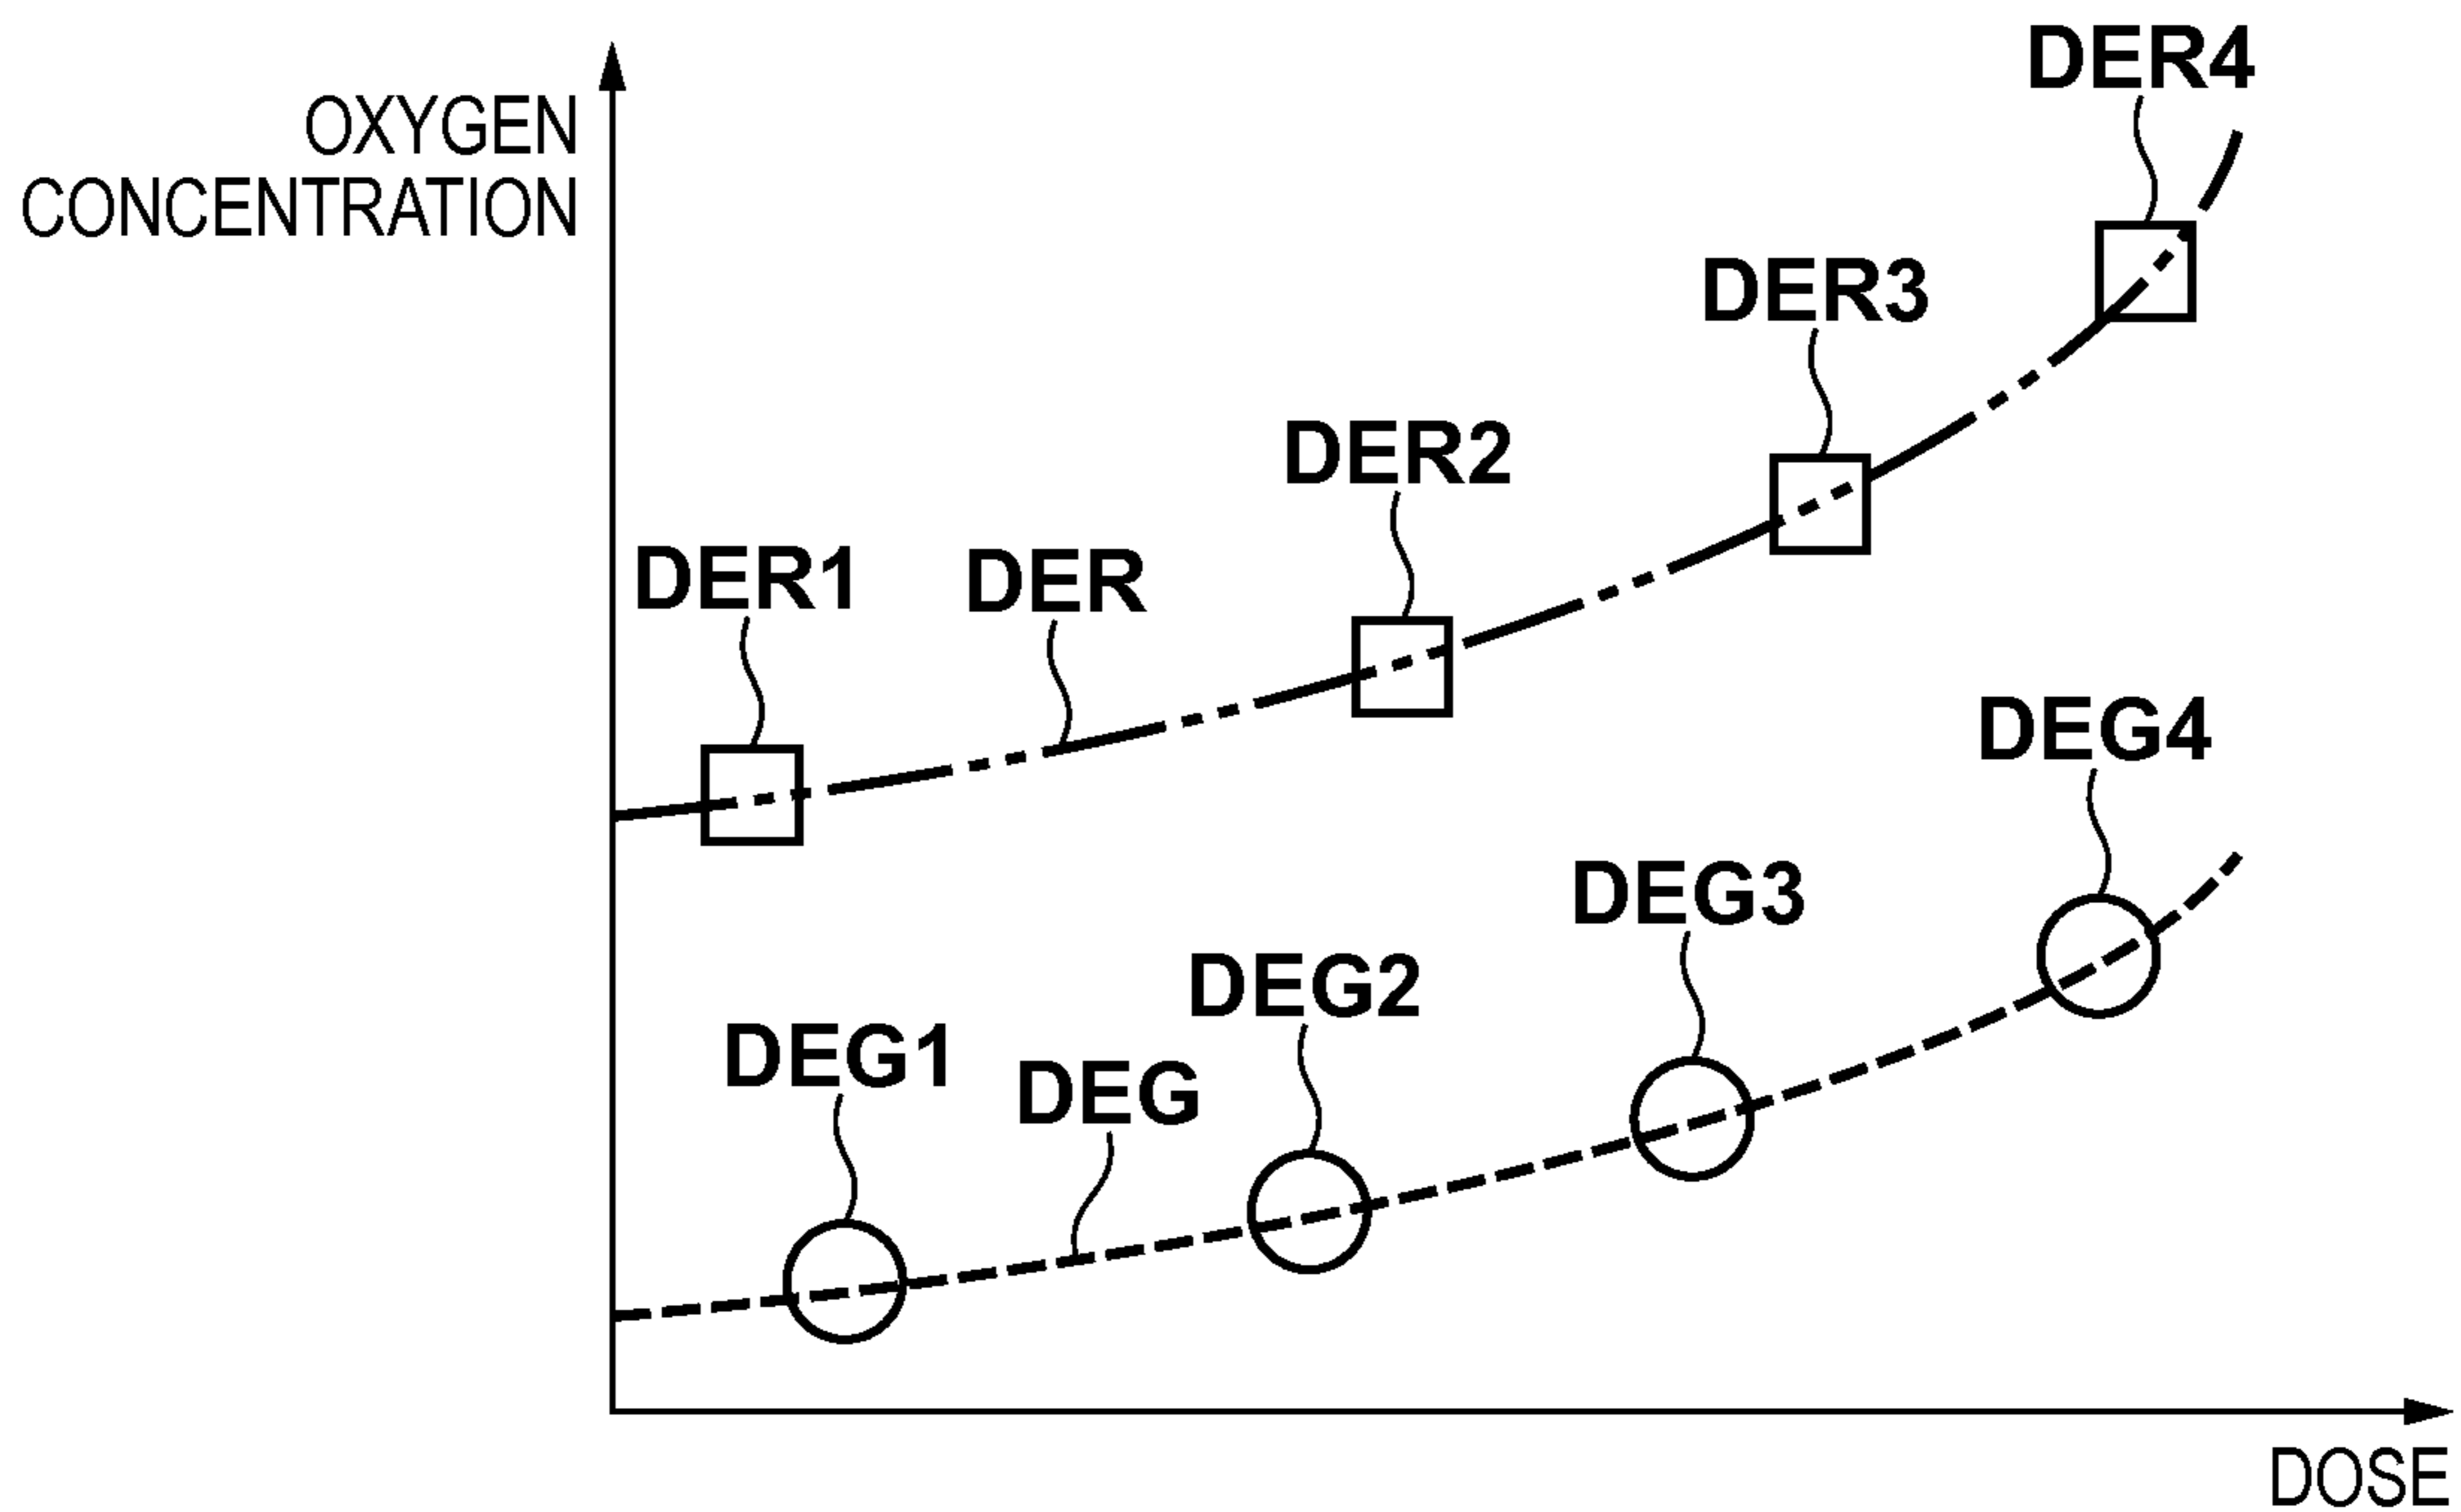 DER4
OXYGEN
CONCENTRATION
DER3
DER2
DER1
DER
DEG4
DEG3
DEG2
DEG1
DEG
DOSE